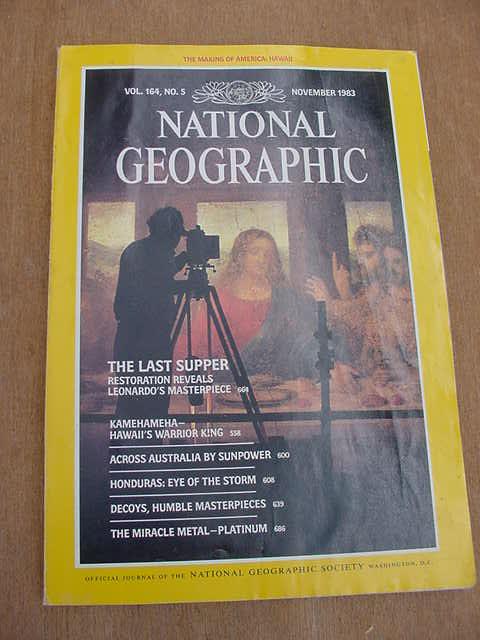 THE MAKING OF AMERICA: HAWAII
VOL. 164, NO. 5 NOVEMBER 1983
NATIONAL
GEOGRAPHIC
THE LAST SUPPER
RESTORATION REVEALS
LEONARDO'S MASTERPIECE 664
KAMEHAMEHA—
HAWAII'S WARRIOR KING 558
ACROSS AUSTRALIA BY SUNPOWER 600
HONDURAS: EYE OF THE STORM 608
DECOYS, HUMBLE MASTERPIECES 639
THE MIRACLE METAL—PLATINUM 686
OFFICIAL JOURNAL OF THE NATIONAL GEOGRAPHIC SOCIETY WASHINGTON, D.C.